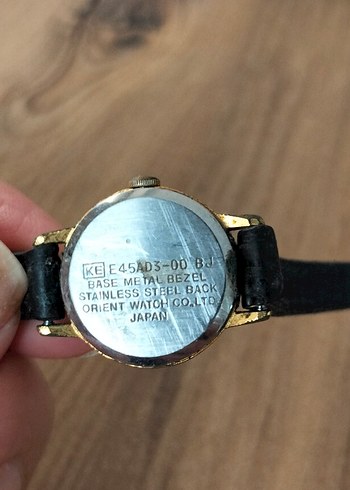 KE E45AD3-00 BJ
BASE METAL BEZEL
STAINLESS STEEL BACK
ORIENT WATCH CO.LTD
JAPAN